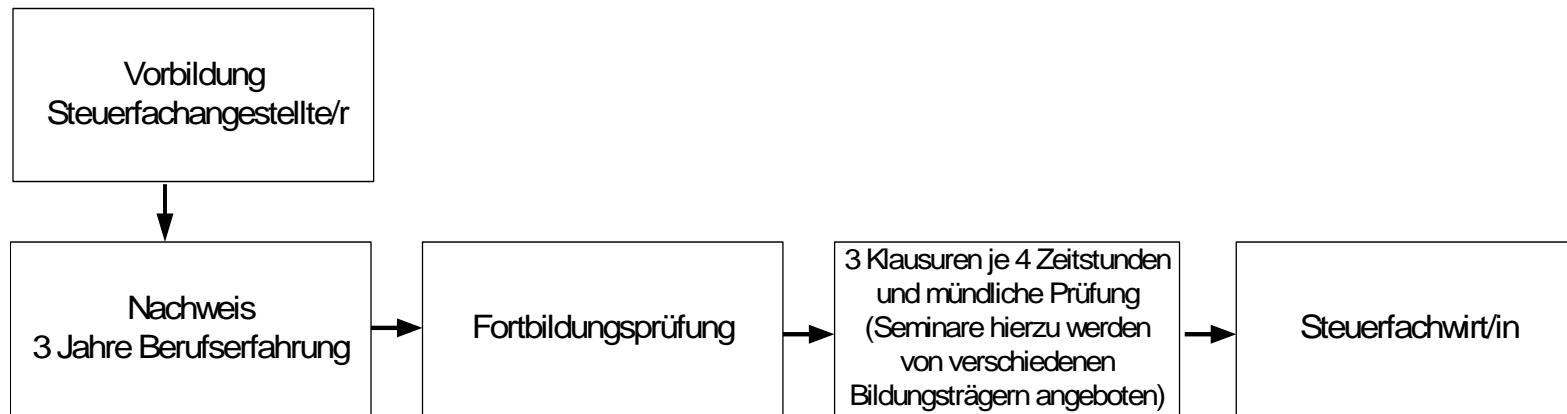 Vorbildung
Steuerfachangestellte/r
Nachweis
3 Jahre Berufserfahrung
Fortbildungsprüfung
3 Klausuren je 4 Zeitstunden
und mündliche Prüfung
(Seminare hierzu werden
von verschiedenen
Bildungsträgern angeboten)
Steuerfachwirt/in